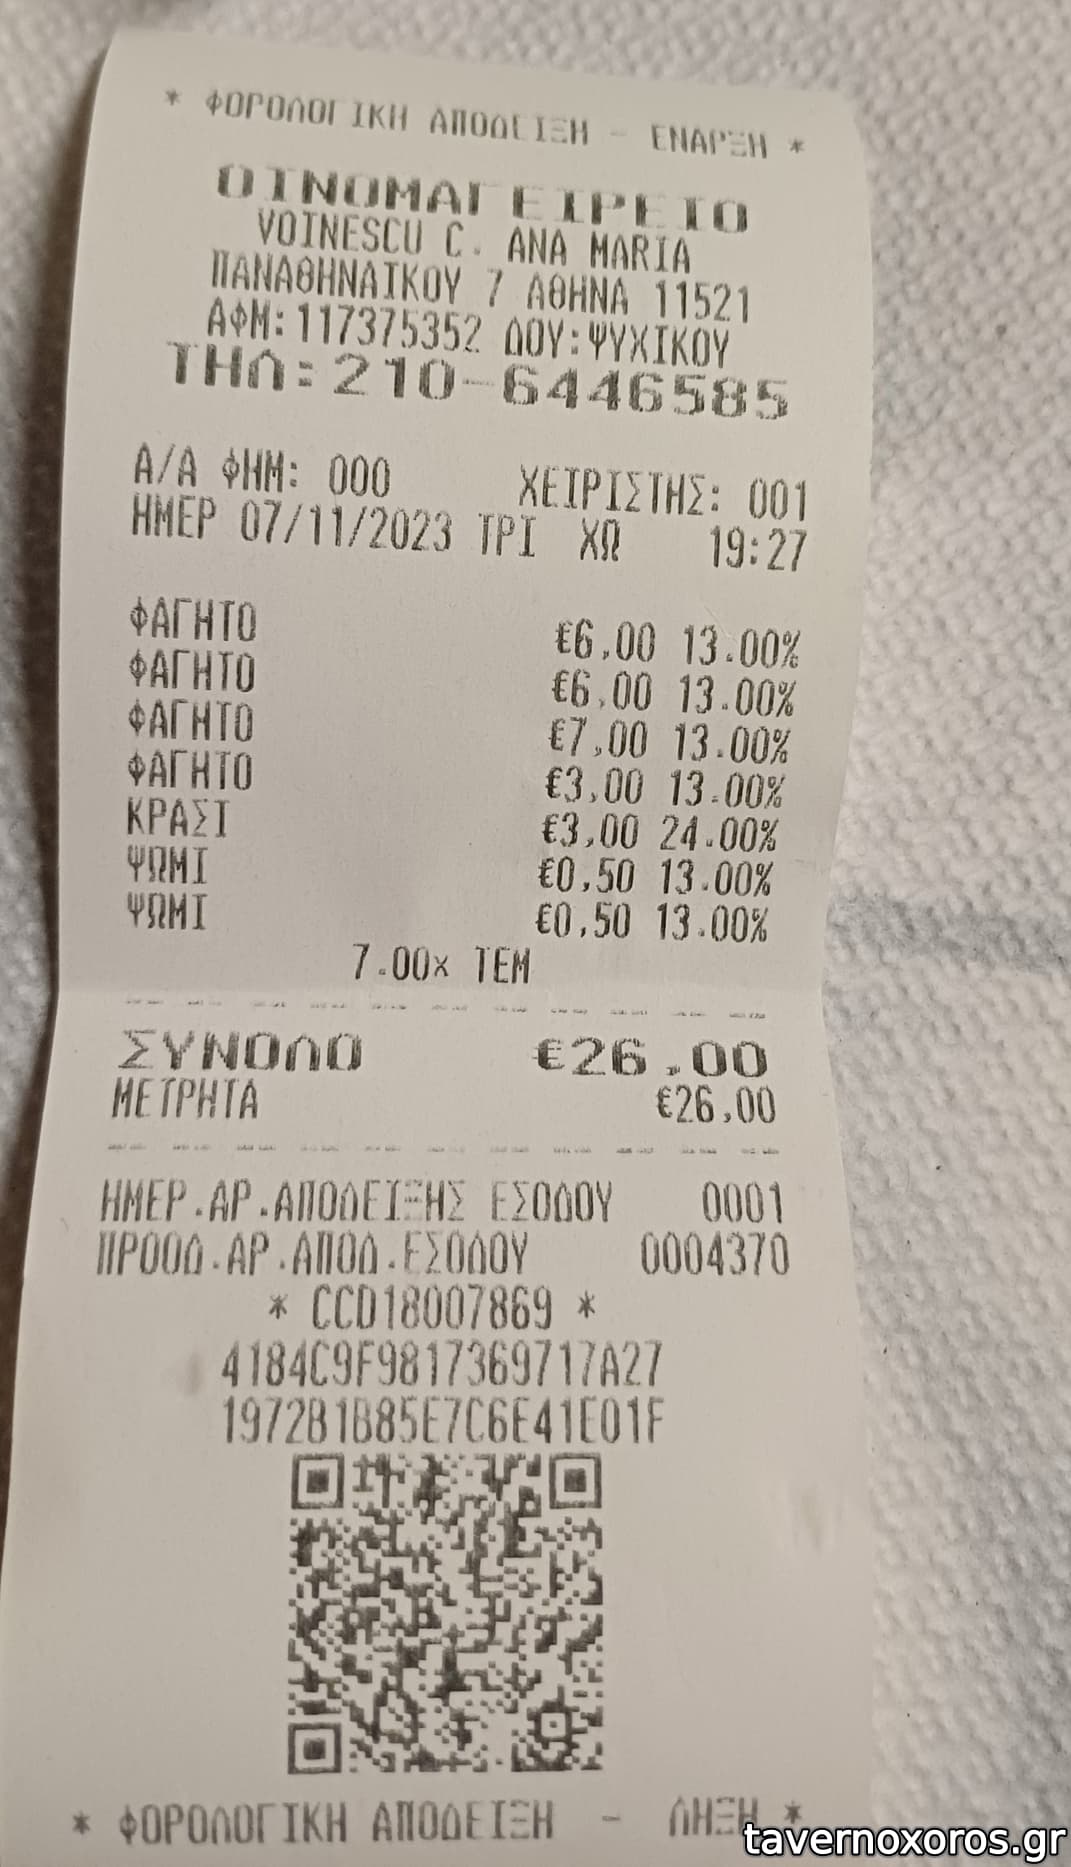 * ΦΟΡΟΛΟΓΙΚΗ ΑΠΟΔΕΙΞΗ - ΕΝΑΡΞΗ *
ΟΙΝΟΜΑΓΕΙΡΕΙΟ
VOINESCU C. ANA MARIA
ΠΑΝΑΘΗΝΑΙΚΟΥ 7 ΑΘΗΝΑ 11521
ΑΦΜ:117375352 ΔΟΥ:ΨΥΧΙΚΟΥ
ΤΗΛ:210-6446585
Α/Α ΦΗΜ: 000 ΧΕΙΡΙΣΤΗΣ: 001
ΗΜΕΡ 07/11/2023 ΤΡΙ ΧΩ 19:27
ΦΑΓΗΤΟ €6,00 13.00%
ΦΑΓΗΤΟ €6,00 13.00%
ΦΑΓΗΤΟ €7,00 13.00%
ΦΑΓΗΤΟ €3,00 13.00%
ΚΡΑΣΙ €3,00 24.00%
ΨΩΜΙ €0,50 13.00%
ΨΩΜΙ €0,50 13.00%
7.00x ΤΕΜ
ΣΥΝΟΛΟ €26,00
ΜΕΤΡΗΤΑ €26,00
ΗΜΕΡ.ΑΡ.ΑΠΟΔΕΙΞΗΣ ΕΣΟΔΟΥ 0001
ΠΡΟΟΔ.ΑΡ.ΑΠΟΔ.ΕΣΟΔΟΥ 0004370
* CCD18007869 *
4184C9F9817369717A27
1972B1B85E7C6E41E01F
* ΦΟΡΟΛΟΓΙΚΗ ΑΠΟΔΕΙΞΗ - ΛΗΞΗ *
tavernoxoros.gr